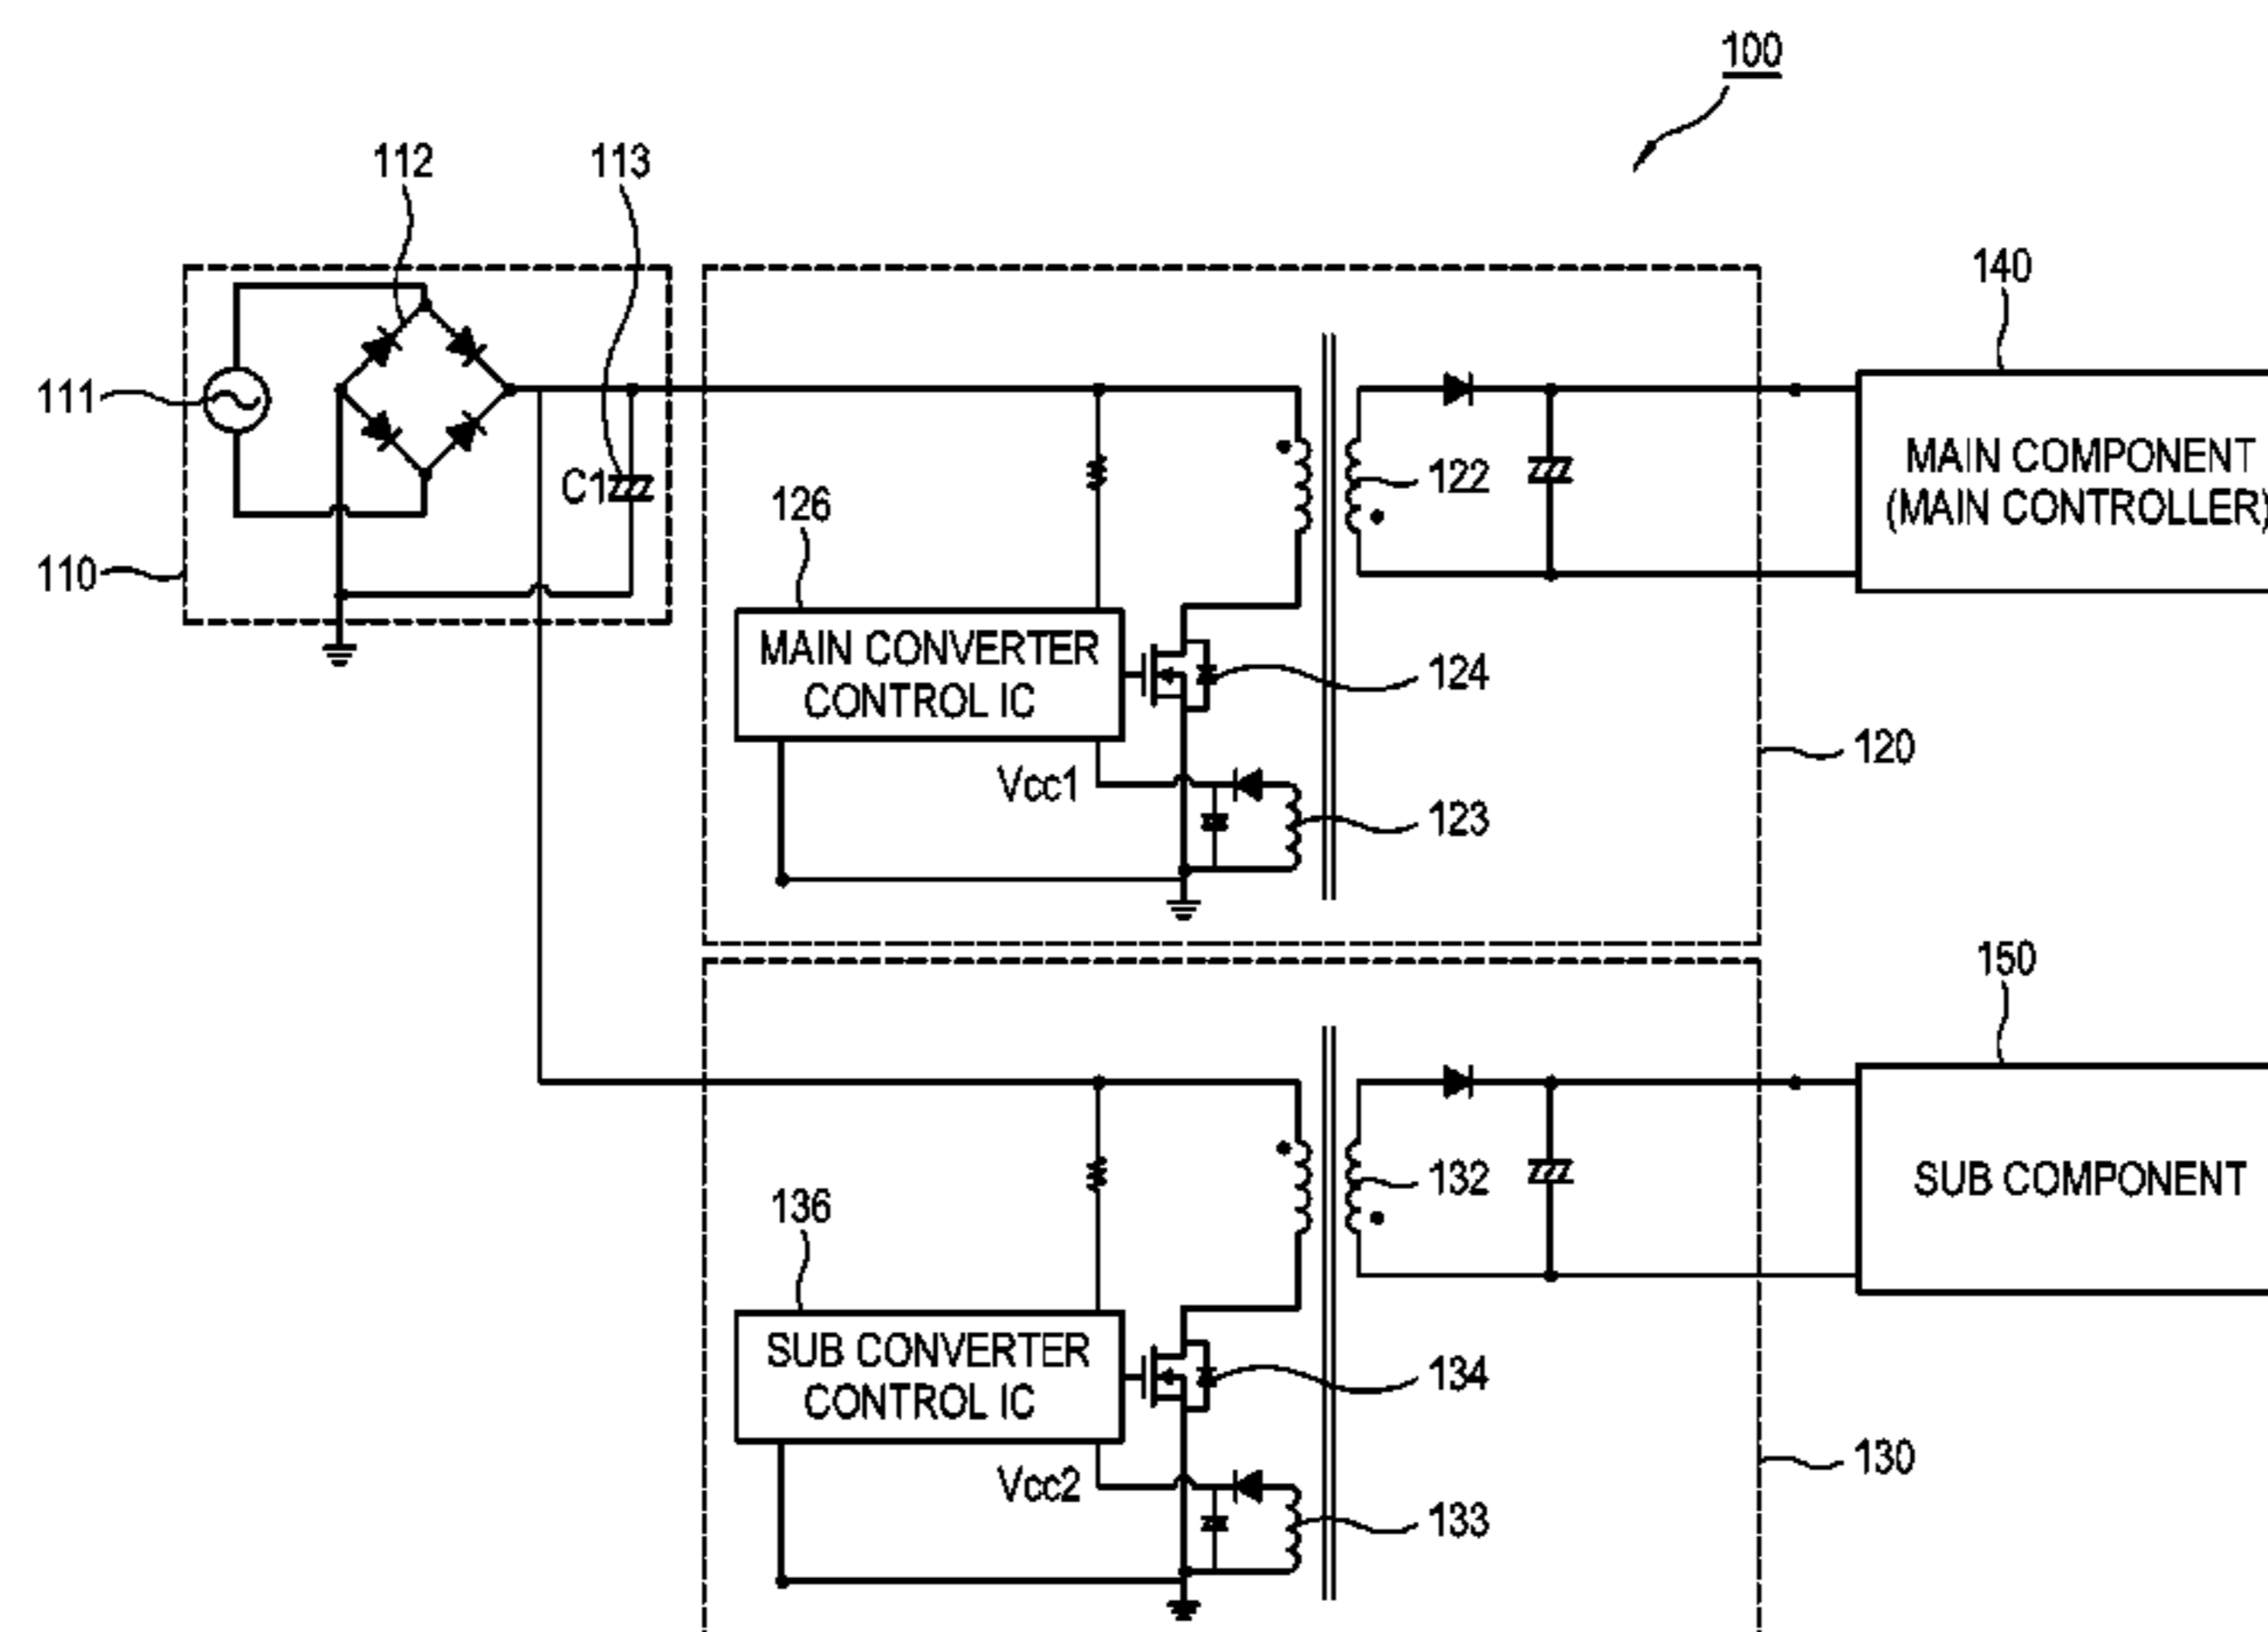 100
112
113
140
111
MAIN COMPONENT
(MAIN CONTROLLER)
122
C1
126
110
MAIN CONVERTER
CONTROL IC
124
120
Vcc1
123
150
132
SUB COMPONENT
136
SUB CONVERTER
CONTROL IC
134
130
Vcc2
133